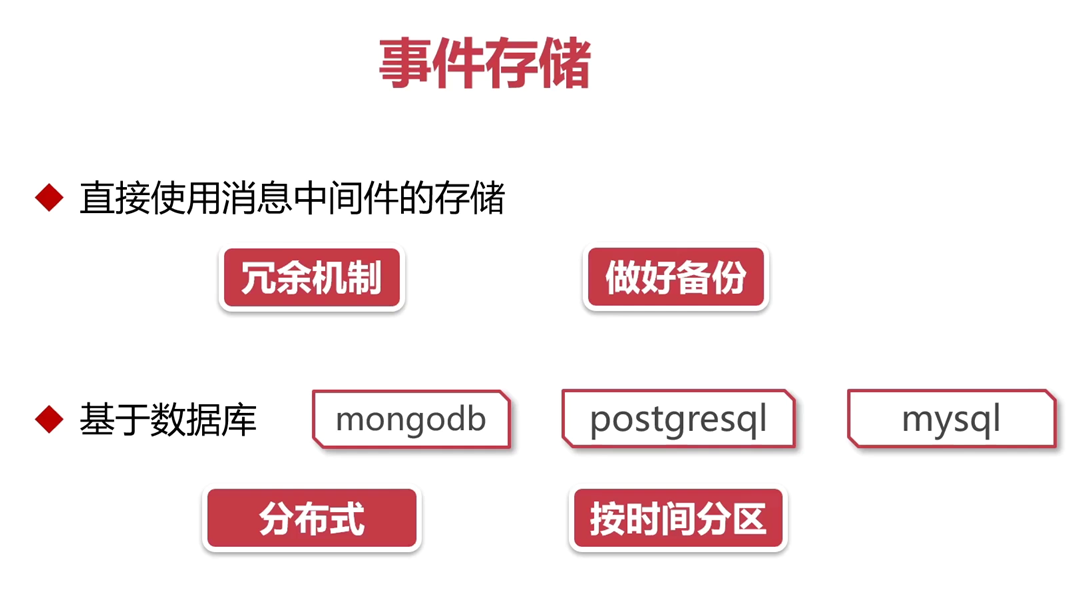 事件存储
直接使用消息中间件的存储
冗余机制 做好备份
基于数据库 mongodb postgresql mysql
分布式 按时间分区